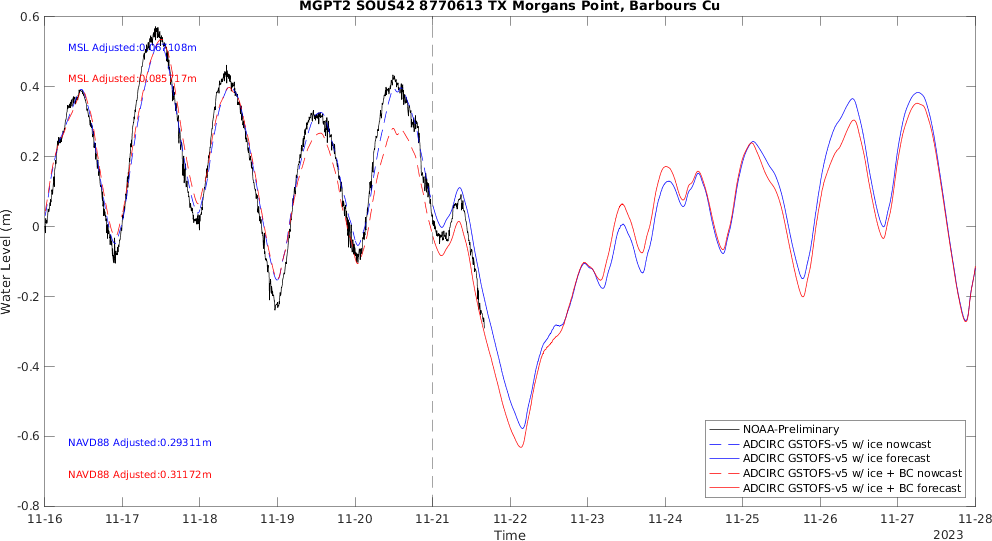 MGPT2 SOUS42 8770613 TX Morgans Point, Barbours Cu
Water Level (m)
0.6
0.4
0.2
0
-0.2
-0.4
-0.6
-0.8
MSL Adjusted:
MSL Adjusted:
NAVD88 Adjusted:0.29311m
NAVD88 Adjusted:0.31172m
NOAA-Preliminary
ADCIRC GSTOFS-v5 w/ ice nowcast
ADCIRC GSTOFS-v5 w/ ice forecast
ADCIRC GSTOFS-v5 w/ ice + BC nowcast
ADCIRC GSTOFS-v5 w/ ice + BC forecast
11-16 11-17 11-18 11-19 11-20 11-21 11-22 11-23 11-24 11-25 11-26 11-27 11-28
Time
2023